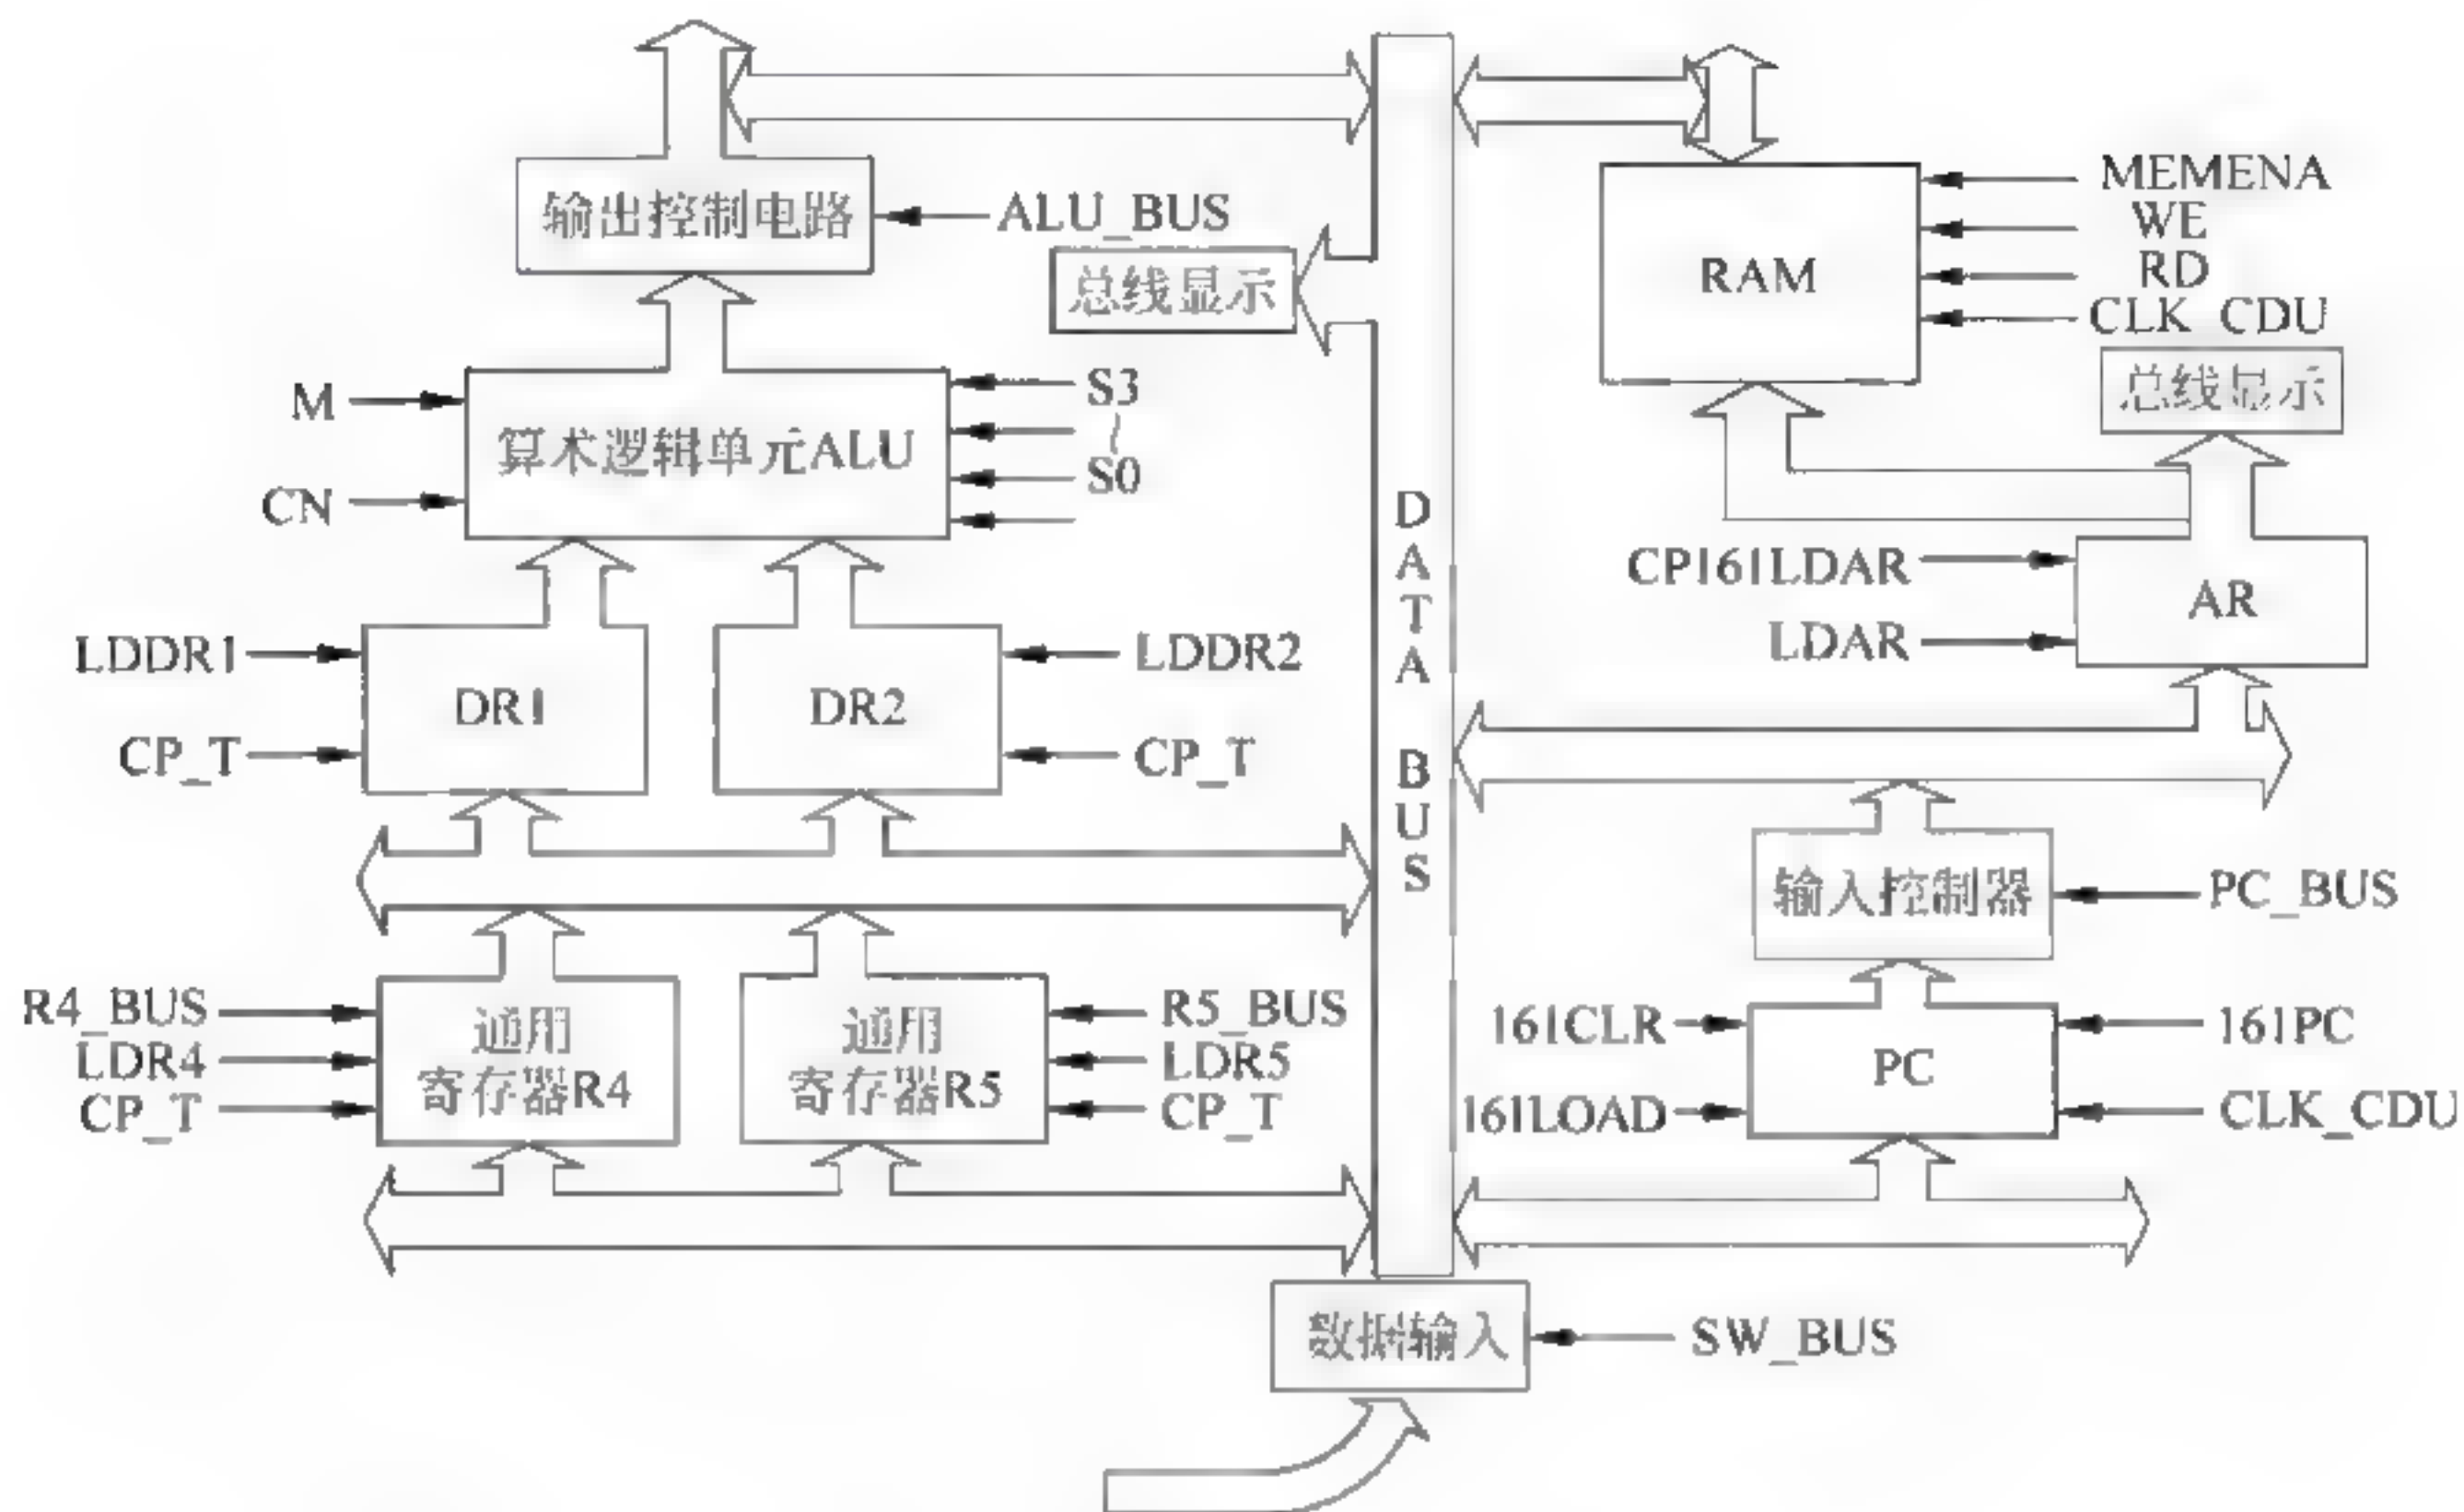 输出控制电路
ALU_BUS
总线显示
M
CN
算术逻辑单元ALU
S3
~
S0
LDDR1
CP_T
DR1
DR2
LDDR2
CP_T
R4_BUS
LDR4
CP_T
通用
寄存器R4
通用
寄存器R5
R5_BUS
LDR5
CP_T
DATA BUS
RAM
MEMENA
WE
RD
CLK_CDU
总线显示
CP161LDAR
LDAR
AR
输入控制器
PC_BUS
161CLR
161LOAD
PC
161PC
CLK_CDU
数据输入
SW_BUS